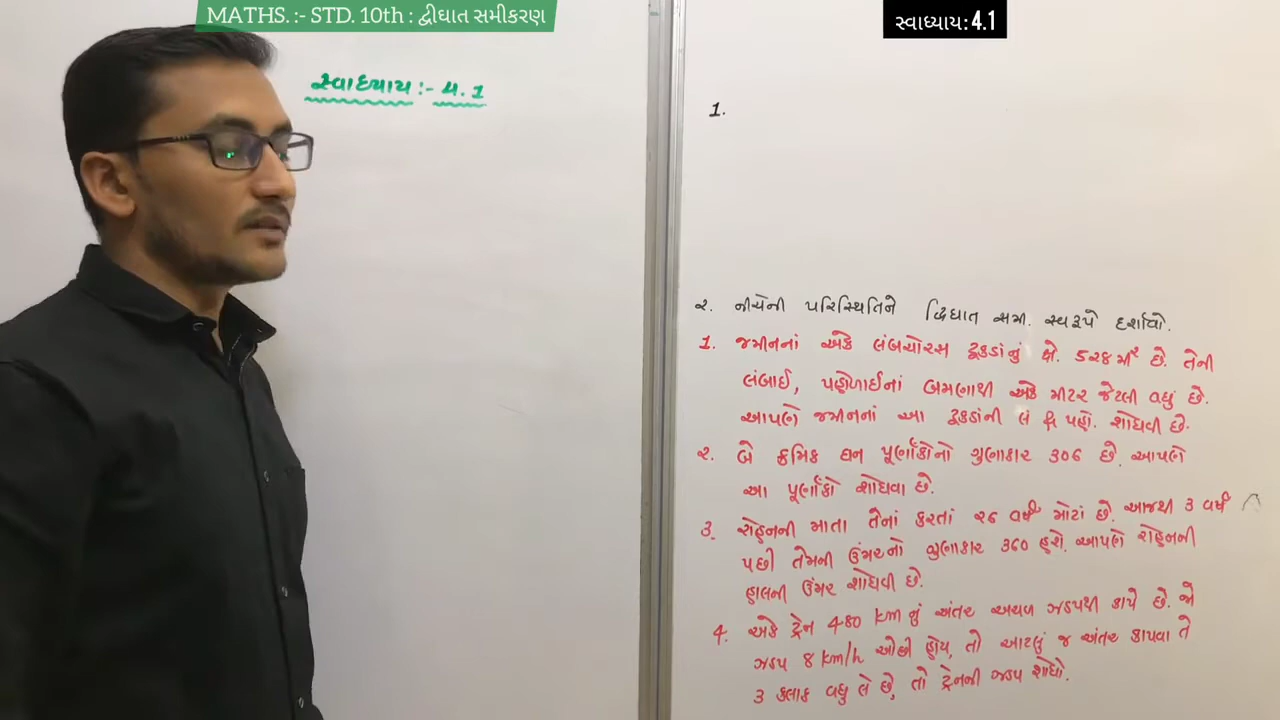 MATHS. :- STD. 10th : દ્વીઘાત સમીકરણ
સ્વાધ્યાય: 4.1
સ્વાધ્યાય :- 4. 1
1.
૨. નીચેની પરિસ્થિતિને દ્વિઘાત સમી. સ્વરૂપે દર્શાવો.
1. જમીનનાં એક લંબચોરસ ટૂકડાંનું ક્ષે. 5૨8 મી² છે. તેની
લંબાઈ, પહોળાઈનાં બમણાથી એક મીટર જેટલી વધું છે.
આપણે જમીનનાં આ ટૂકડાંની લં & પહો. શોધવી છે.
૨. બે ક્રમિક ધન પૂર્ણાંકોનો ગુણાકાર 306 છે. આપણે
આ પૂર્ણાંકો શોધવા છે.
3. રોહનની માતા તેનાં કરતાં ૨6 વર્ષ મોટાં છે. આજથી 3 વર્ષ
પછી તેમની ઉંમરનો ગુણાકાર 360 હશે. આપણે રોહનની
હાલની ઉંમર શોધવી છે.
4. એક ટ્રેન 480 km નું અંતર અચળ ઝડપથી કાપે છે. જો
ઝડપ 8 km/h ઓછી હોય, તો આટલું જ અંતર કાપવા તે
3 કલાક વધુ લે છે, તો ટ્રેનની ઝડપ શોધો.